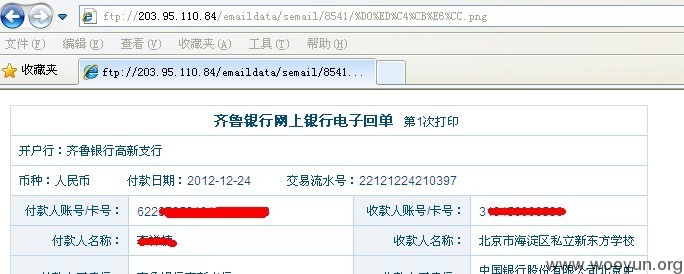 ftp://203.95.110.84/emaildata/semail/8541/%D0%ED%C4%CB%E6%CC.png
文件(F) 编辑(E) 查看(V) 收藏夹(A) 工具(T) 帮助(H)
收藏夹 ftp://203.95.110.84/emaildata/semail/8541...
齐鲁银行网上银行电子回单 第1次打印
开户行：齐鲁银行高新支行
币种：人民币 付款日期：2012-12-24 交易流水号：22121224210397
付款人账号/卡号： 622 收款人账号/卡号： 3
付款人名称： 收款人名称： 北京市海淀区私立新东方学校
中国银行股份有限公司北京
www.wooyun.org